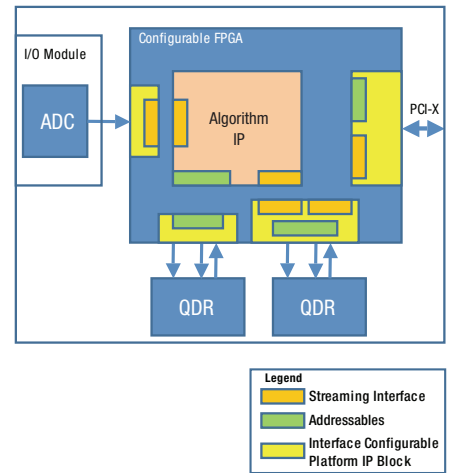 Configurable FPGA
I/O Module
ADC
Algorithm
IP
PCI-X
QDR
QDR
Legend
Streaming Interface
Addressables
Interface Configurable
Platform IP Block